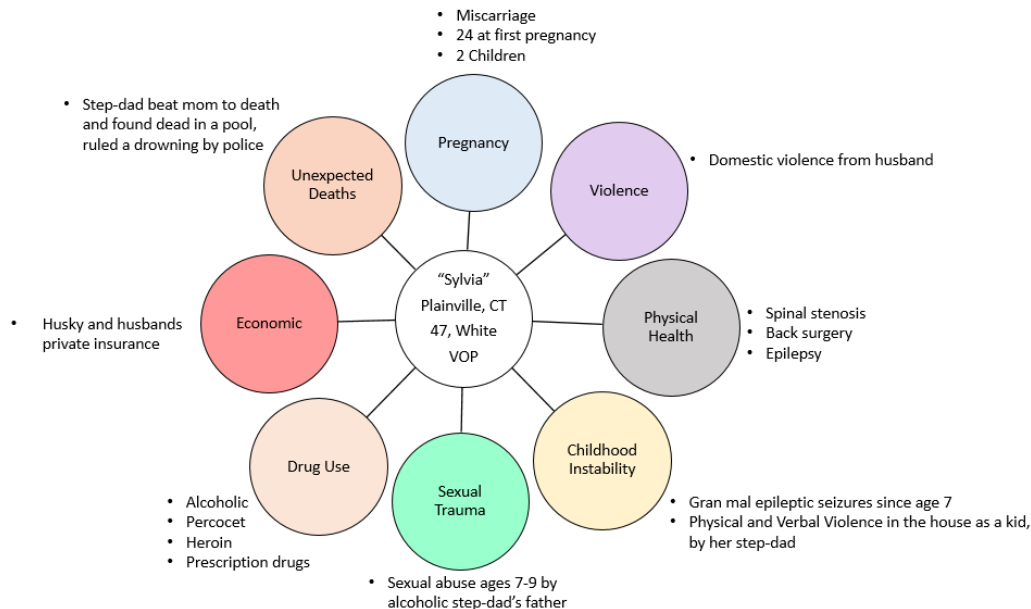 • Miscarriage
• 24 at first pregnancy
• 2 Children
Pregnancy
• Step-dad beat mom to death
and found dead in a pool,
ruled a drowning by police
Unexpected
Deaths
Violence
• Domestic violence from husband
“Sylvia”
Plainville, CT
47, White
VOP
Economic
• Husky and husbands
private insurance
Physical
Health
• Spinal stenosis
• Back surgery
• Epilepsy
Drug Use
• Alcoholic
• Percocet
• Heroin
• Prescription drugs
Sexual
Trauma
• Sexual abuse ages 7-9 by
alcoholic step-dad’s father
Childhood
Instability
• Gran mal epileptic seizures since age 7
• Physical and Verbal Violence in the house as a kid,
by her step-dad